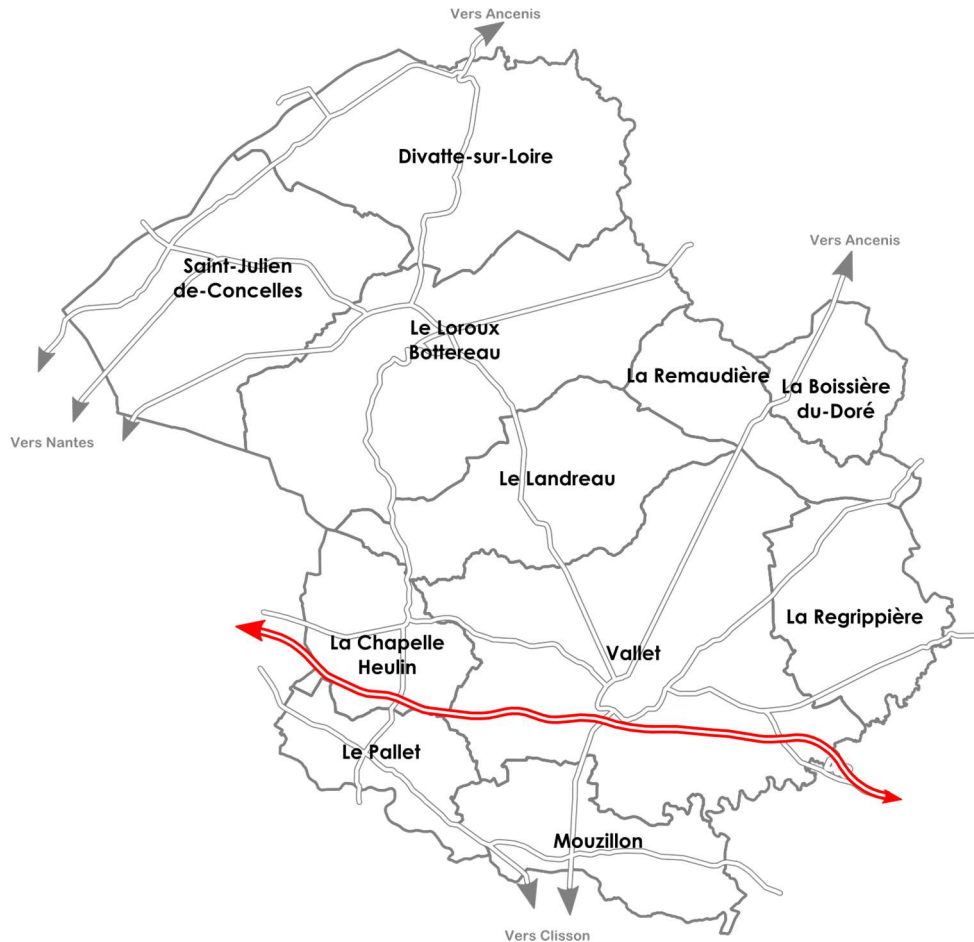 Vers Ancenis
Divatte-sur-Loire
Vers Ancenis
Saint-Julien
de-Concelles
Le Loroux
Bottereau
La Remaudière
La Boissière
du-Doré
Vers Nantes
Le Landreau
La Regrippière
La Chapelle
Heulin
Vallet
Le Pallet
Mouzillon
Vers Clisson